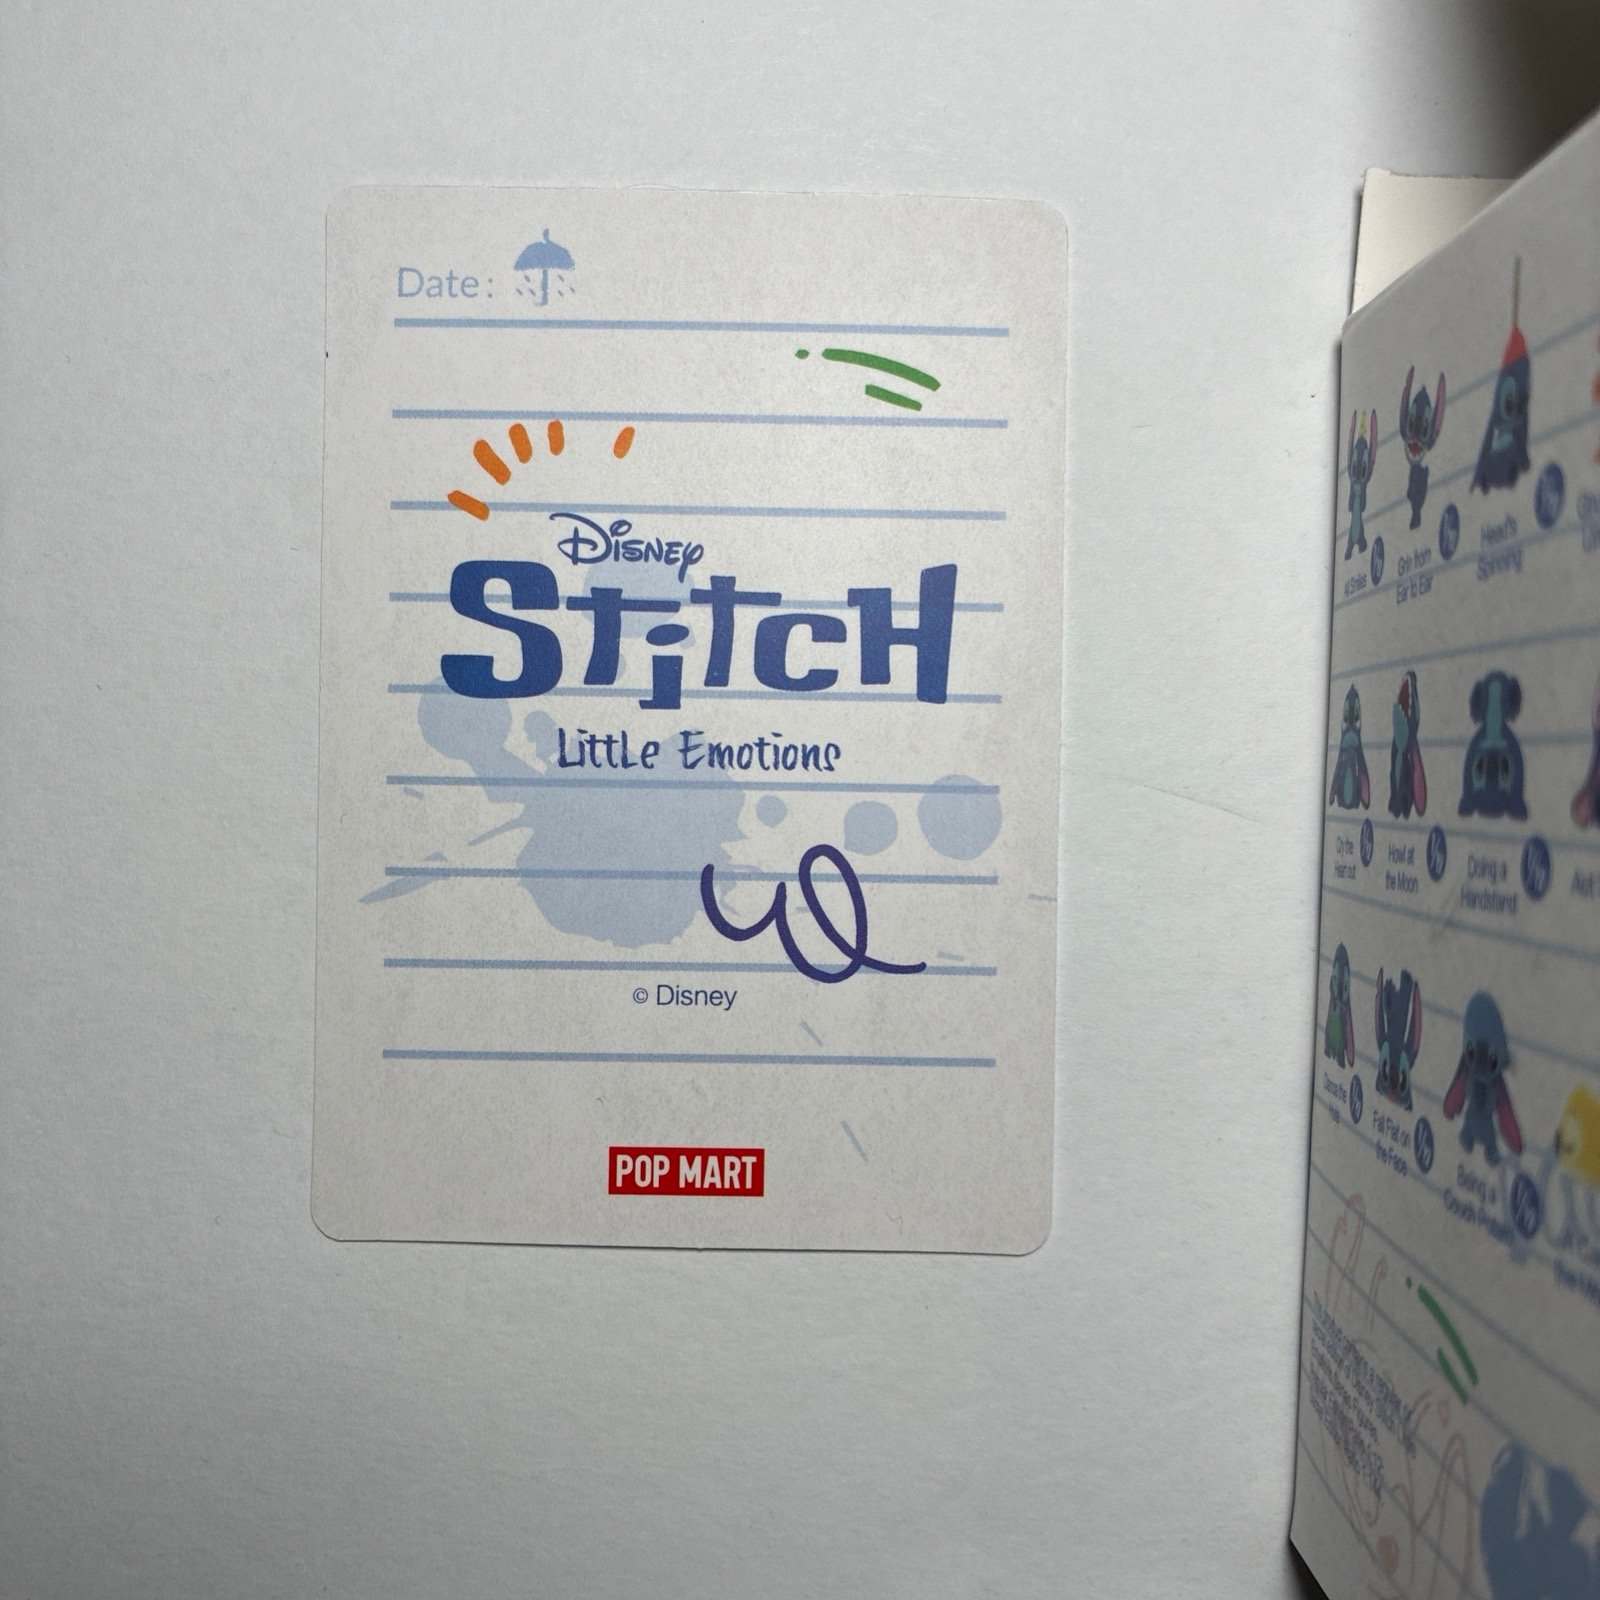 Date:
Disney
Stitch
Little Emotions
© Disney
POP MART
All Smiles
Grin from
Ear to Ear
Head's
Spinning
Cry the
Heart out
Howl at
the Moon
Doing a
Handstand
Dance the
Hula
Fall Flat on
the Face
Being a
Couch Potato